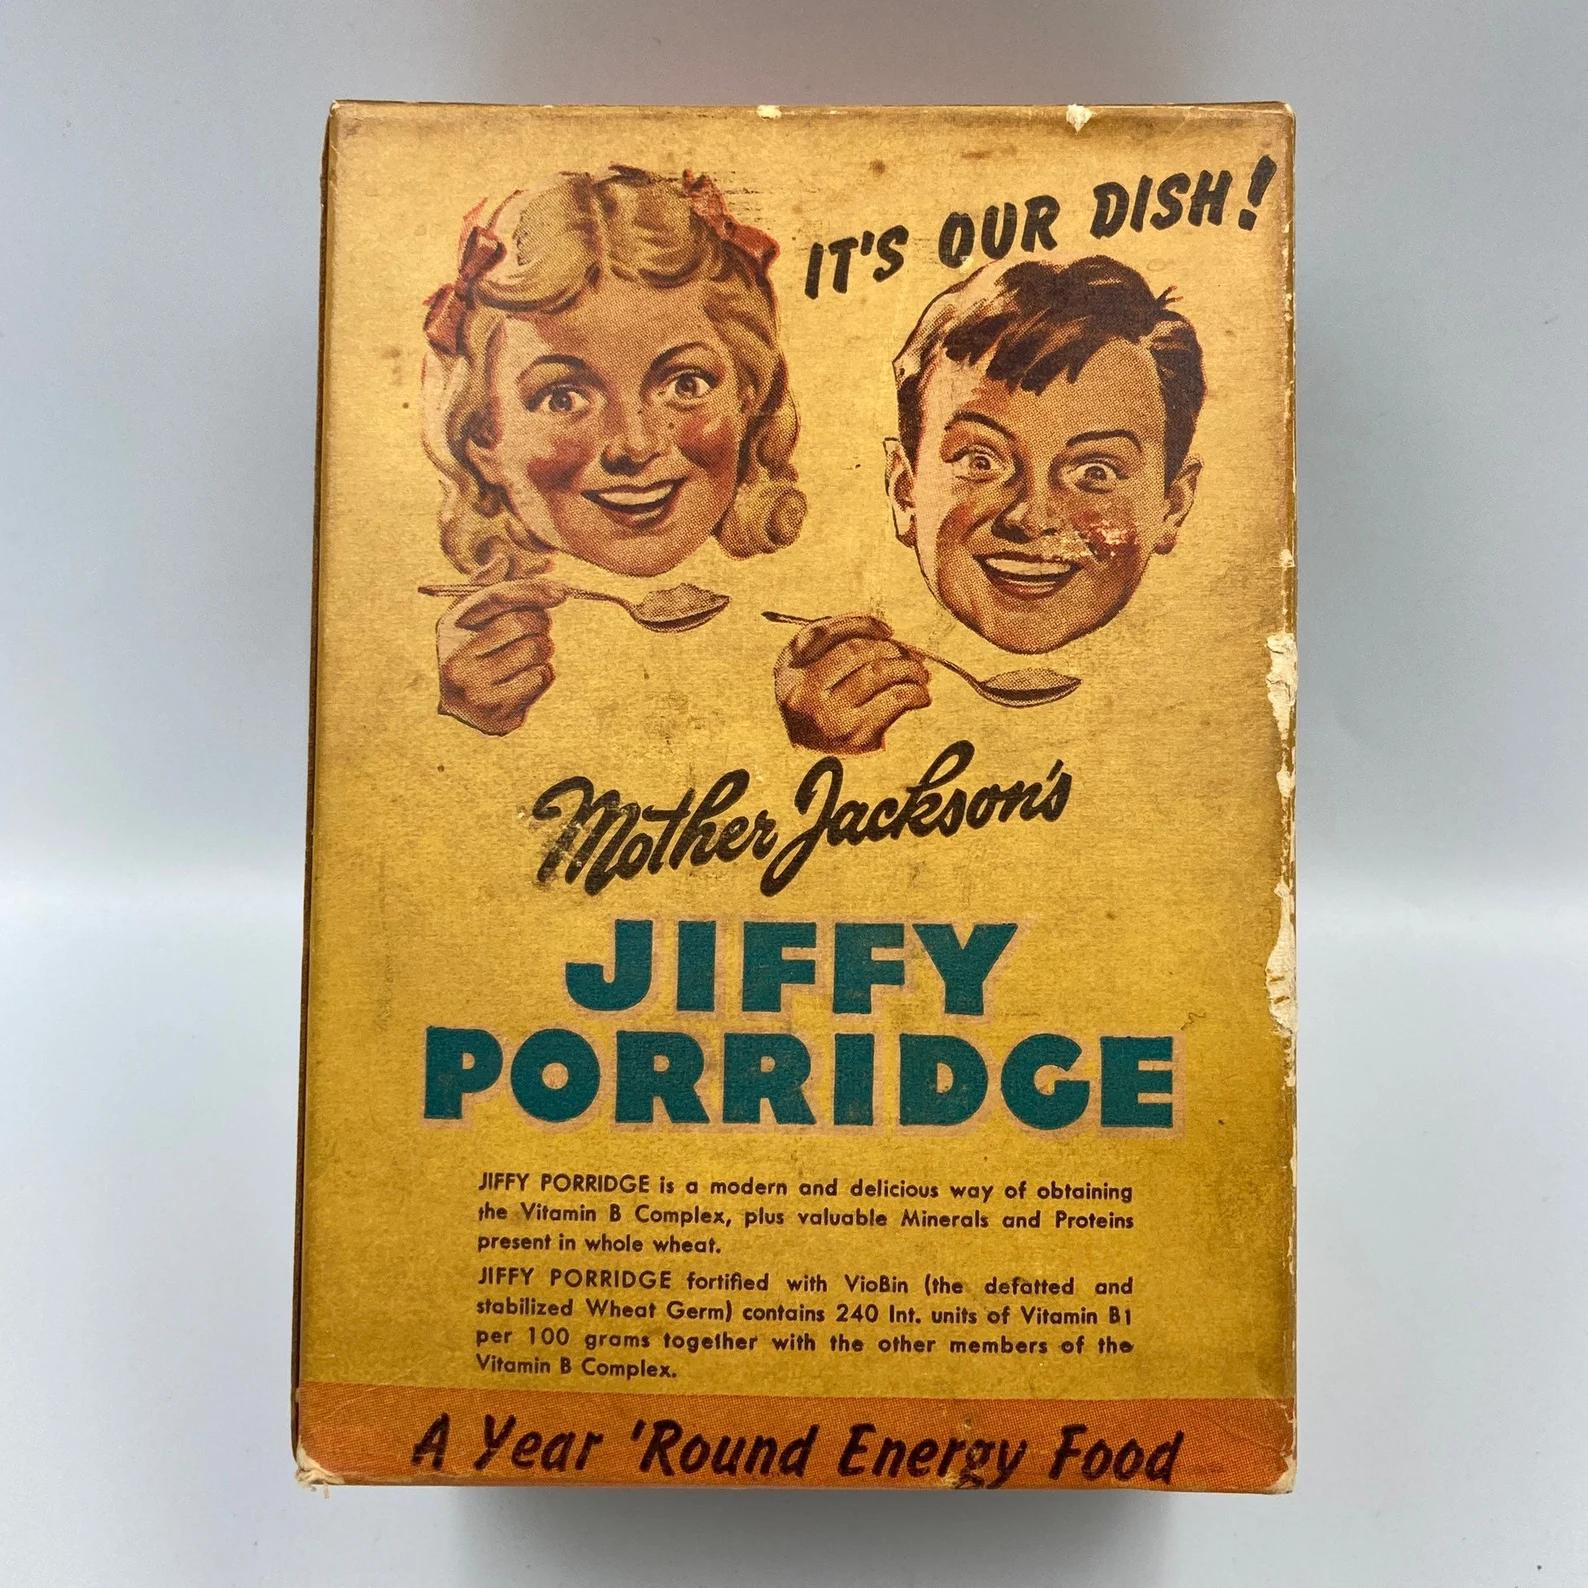 IT'S OUR DISH!
Mother Jackson's
JIFFY
PORRIDGE
JIFFY PORRIDGE is a modern and delicious way of obtaining
the Vitamin B Complex, plus valuable Minerals and Proteins
present in whole wheat.
JIFFY PORRIDGE fortified with VioBin (the defatted and
stabilized Wheat Germ) contains 240 Int. units of Vitamin B1
per 100 grams together with the other members of the
Vitamin B Complex.
A Year 'Round Energy Food